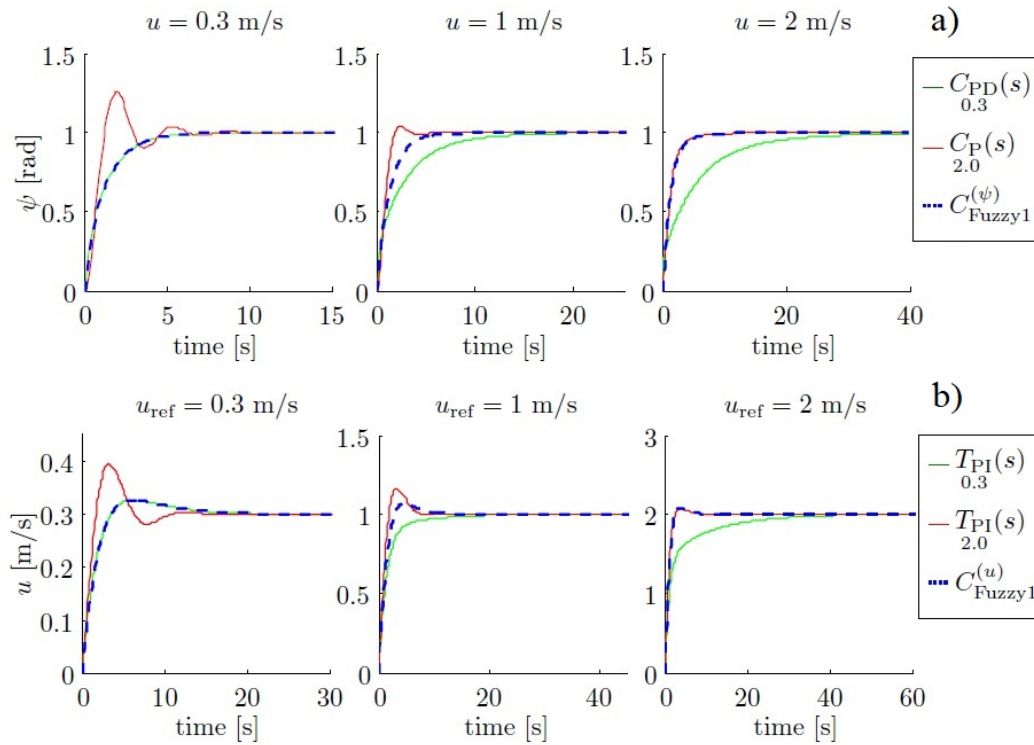 u = 0.3 m/s
u = 1 m/s
u = 2 m/s
a)
1.5
1
0.5
0
ψ [rad]
0 5 10 15
time [s]
1.5
1
0.5
0
0 10 20
time [s]
1.5
1
0.5
0
0 20 40
time [s]
C_PD(s)
0.3
C_P(s)
2.0
C_Fuzzy1^(ψ)
u_ref = 0.3 m/s
u_ref = 1 m/s
u_ref = 2 m/s
b)
0.4
0.3
0.2
0.1
0
u [m/s]
0 10 20 30
time [s]
1.5
1
0.5
0
0 20 40
time [s]
3
2
1
0
0 20 40 60
time [s]
T_PI(s)
0.3
T_PI(s)
2.0
C_Fuzzy1^(u)